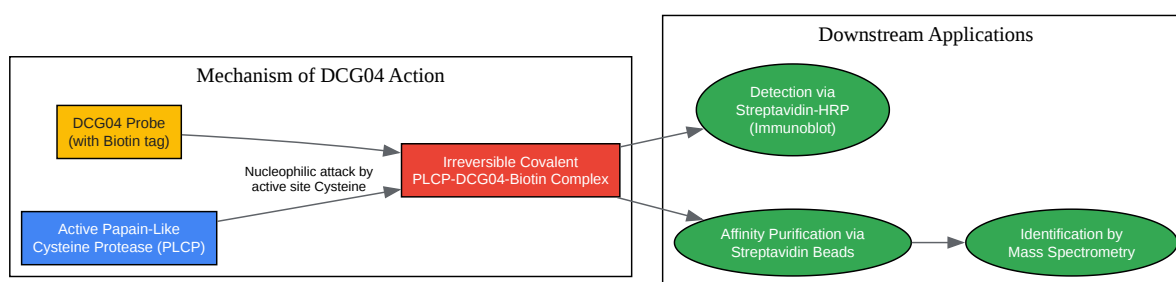 Mechanism of DCG04 Action
DCG04 Probe
(with Biotin tag)
Nucleophilic attack by
active site Cysteine
Active Papain-Like
Cysteine Protease (PLCP)
Irreversible Covalent
PLCP-DCG04-Biotin Complex
Downstream Applications
Detection via
Streptavidin-HRP
(Immunoblot)
Affinity Purification via
Streptavidin Beads
Identification by
Mass Spectrometry